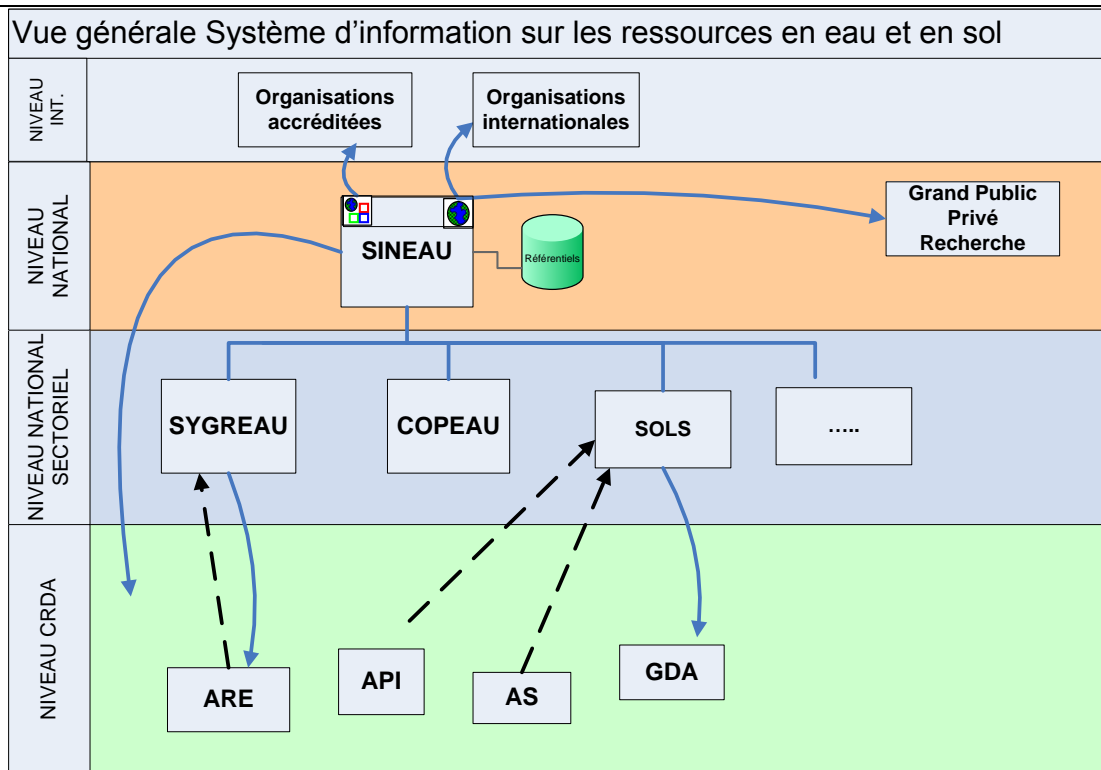 Vue générale Système d'information sur les ressources en eau et en sol
NIVEAU
INT.
Organisations
accréditées
Organisations
internationales
NIVEAU
NATIONAL
SINEAU
Référentiels
Grand Public
Privé
Recherche
NIVEAU NATIONAL
SECTORIEL
SYGREAU
COPEAU
SOLS
…..
NIVEAU CRDA
ARE
API
AS
GDA